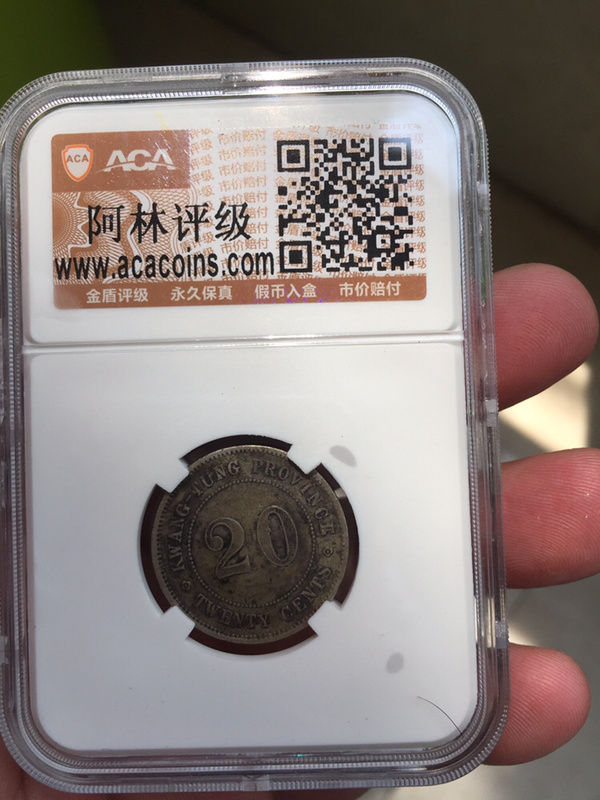 ACA ACA
阿林评级
www.acacoins.com
金盾评级 永久保真 假币入盒 市价赔付
KWANG-TUNG PROVINCE
20
TWENTY CENTS